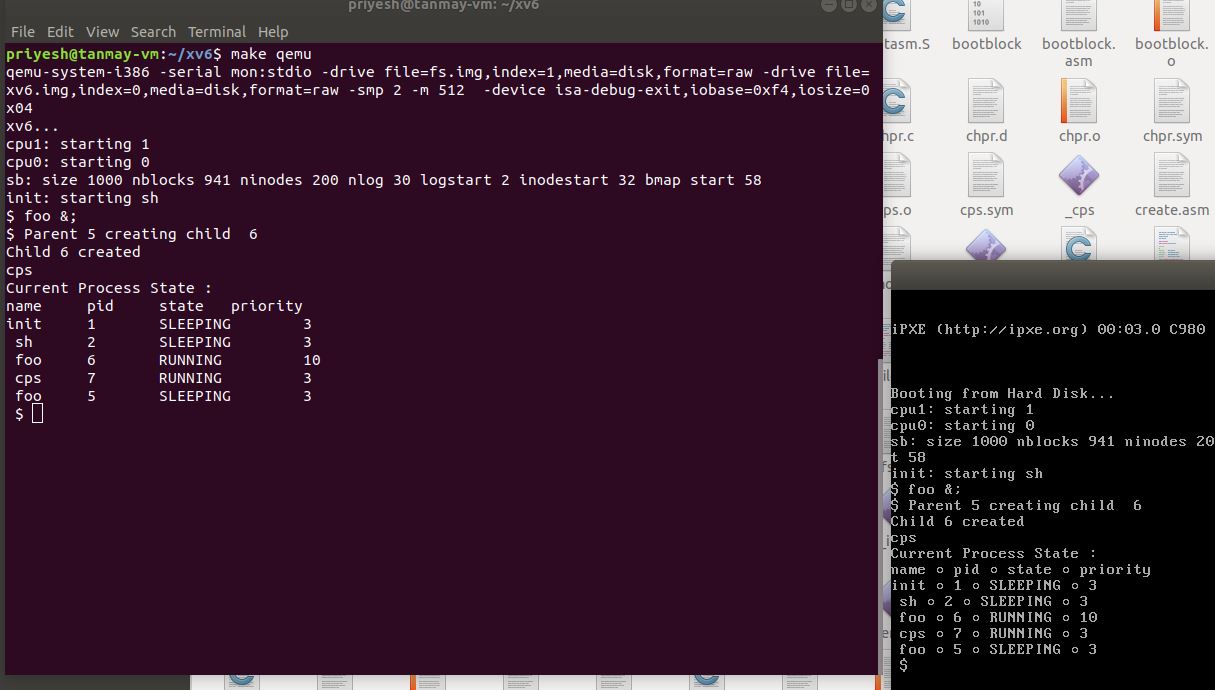 priyesh@tanmay-vm: ~/xv6
File Edit View Search Terminal Help
priyesh@tanmay-vm:~/xv6$ make qemu
qemu-system-i386 -serial mon:stdio -drive file=fs.img,index=1,media=disk,format=raw -drive file=
xv6.img,index=0,media=disk,format=raw -smp 2 -m 512  -device isa-debug-exit,iobase=0xf4,iosize=0
x04
xv6...
cpu1: starting 1
cpu0: starting 0
sb: size 1000 nblocks 941 ninodes 200 nlog 30 logstart 2 inodestart 32 bmap start 58
init: starting sh
$ foo &;
$ Parent 5 creating child  6
Child 6 created
cps
Current Process State :
name pid state priority
init 1 SLEEPING 3
sh 2 SLEEPING 3
foo 6 RUNNING 10
cps 7 RUNNING 3
foo 5 SLEEPING 3
$
tasm.S bootblock bootblock.asm bootblock.o
10
101
1010
hpr.c chpr.d chpr.o chpr.sym
ps.o cps.sym _cps create.asm
iPXE (http://ipxe.org) 00:03.0 C980
Booting from Hard Disk...
cpu1: starting 1
cpu0: starting 0
sb: size 1000 nblocks 941 ninodes 20
t 58
init: starting sh
$ foo &;
$ Parent 5 creating child  6
Child 6 created
cps
Current Process State :
name ○ pid ○ state ○ priority
init ○ 1 ○ SLEEPING ○ 3
sh ○ 2 ○ SLEEPING ○ 3
foo ○ 6 ○ RUNNING ○ 10
cps ○ 7 ○ RUNNING ○ 3
foo ○ 5 ○ SLEEPING ○ 3
$